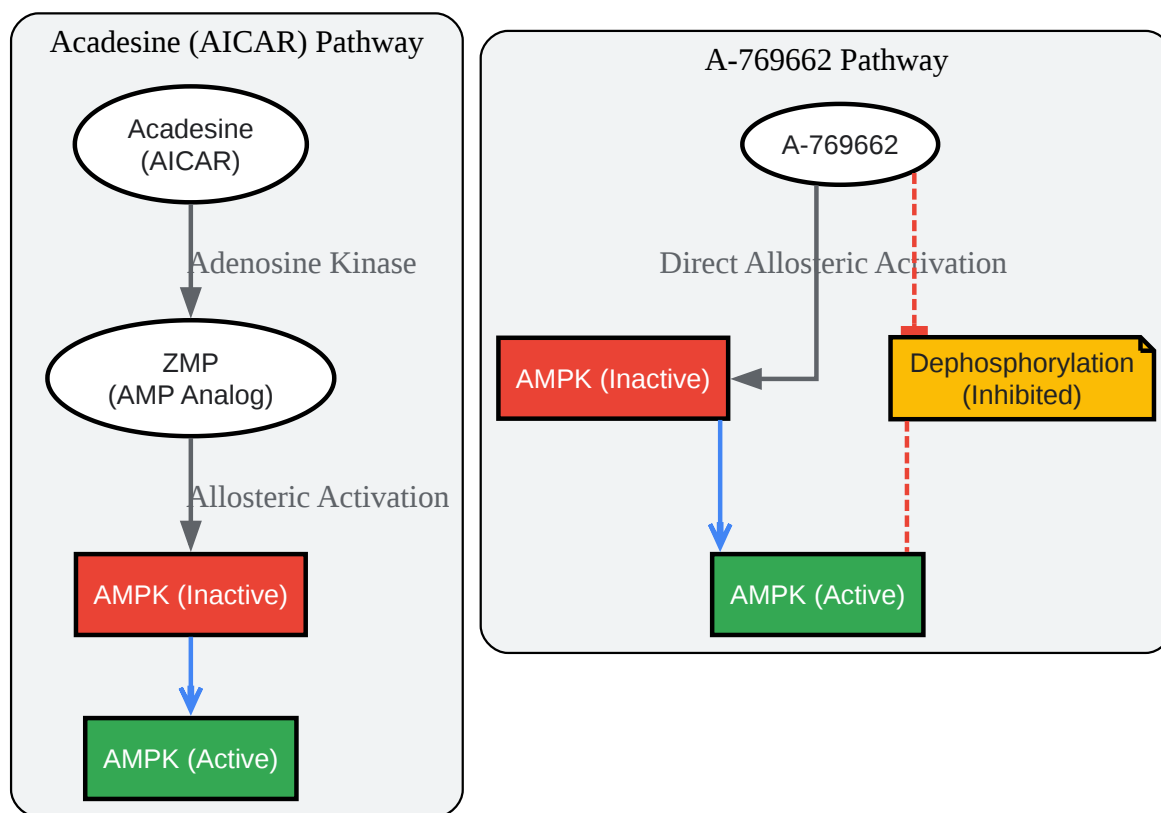 Acadesine (AICAR) Pathway
Acadesine
(AICAR)
Adenosine Kinase
ZMP
(AMP Analog)
Allosteric Activation
AMPK (Inactive)
AMPK (Active)
A-769662 Pathway
A-769662
Direct Allosteric Activation
AMPK (Inactive)
Dephosphorylation
(Inhibited)
AMPK (Active)